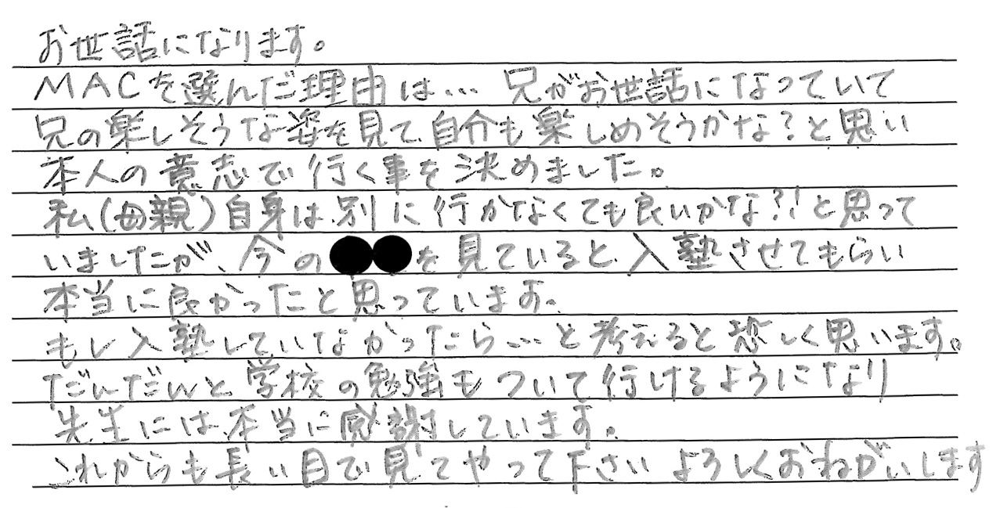 お世話になります。
MACを選んだ理由は… 兄がお世話になっていて
兄の楽しそうな姿を見て、自分も楽しめそうかな?と思い
本人の意志で行く事を決めました。
私(母親)自身は、別に行かなくても良いかな?!と思って
いましたが、今の●●を見ていると、入塾させてもらい
本当に良かったと思っています。
もし入塾していなかったら…と考えると恐しく思います。
だんだんと学校の勉強もついて行けるようになり
先生には本当に感謝しています。
これからも長い目で見てやって下さい よろしくおねがいします